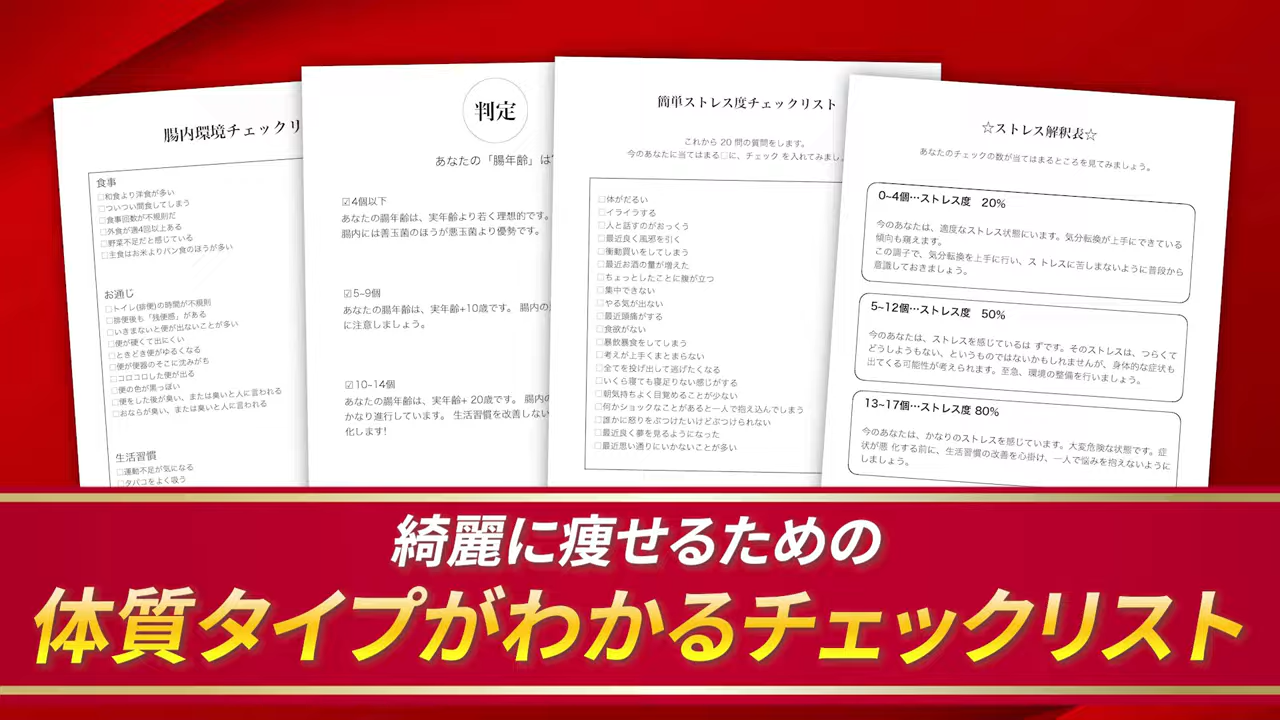 腸内環境チェックリ
食事
□和食より洋食が多い
□ついつい間食してしまう
□食事回数が不規則だ
□外食が週4回以上ある
□野菜不足だと感じている
□主食はお米よりパン食のほうが多い
お通じ
□トイレ(排便)の時間が不規則
□排便後も「残便感」がある
□いきまないと便が出ないことが多い
□便が硬くて出にくい
□ときどき便がゆるくなる
□便が便器のそこに沈みがち
□コロコロした便が出る
□便の色が黒っぽい
□便をした後が臭い、または臭いと人に言われる
□おならが臭い、または臭いと人に言われる
生活習慣
□運動不足が気になる
□タバコをよく吸う
判定
あなたの「腸年齢」は
☑4個以下
あなたの腸年齢は、実年齢より若く理想的です。
腸内には善玉菌のほうが悪玉菌より優勢です。
☑5~9個
あなたの腸年齢は、実年齢+10歳です。 腸内の
に注意しましょう。
☑10~14個
あなたの腸年齢は、実年齢+ 20歳です。 腸内の
かなり進行しています。 生活習慣を改善しない
化します!
簡単ストレス度チェックリスト
これから 20 問の質問をします。
今のあなたに当てはまる□に、チェック を入れてみまし
□体がだるい
□イライラする
□人と話すのがおっくう
□最近良く風邪を引く
□衝動買いをしてしまう
□最近お酒の量が増えた
□ちょっとしたことに腹が立つ
□集中できない
□やる気が出ない
□最近頭痛がする
□食欲がない
□暴飲暴食をしてしまう
□考えが上手くまとまらない
□全てを投げ出して逃げたくなる
□いくら寝ても寝足りない感じがする
□朝気持ちよく目覚めることが少ない
□何かショックなことがあると一人で抱え込んでしまう
□誰かに怒りをぶつけたいけどぶつけられない
□最近良く夢を見るようになった
□最近思い通りにいかないことが多い
☆ストレス解釈表☆
あなたのチェックの数が当てはまるところを見てみましょう。
0~4個…ストレス度 20%
今のあなたは、適度なストレス状態にいます。気分転換が上手にできている
傾向も窺えます。
この調子で、気分転換を上手に行い、ス トレスに苦しまないように普段から
意識しておきましょう。
5~12個…ストレス度 50%
今のあなたは、ストレスを感じているは ずです。そのストレスは、つらくて
どうしようもない、というものではないかもしれませんが、身体的な症状も
出てくる可能性が考えられます。至急、環境の整備を行いましょう。
13~17個…ストレス度 80%
今のあなたは、かなりのストレスを感じています。大変危険な状態です。症
状が悪 化する前に、生活習慣の改善を心掛け、一人で悩みを抱えないように
しましょう。
綺麗に痩せるための
体質タイプがわかるチェックリスト